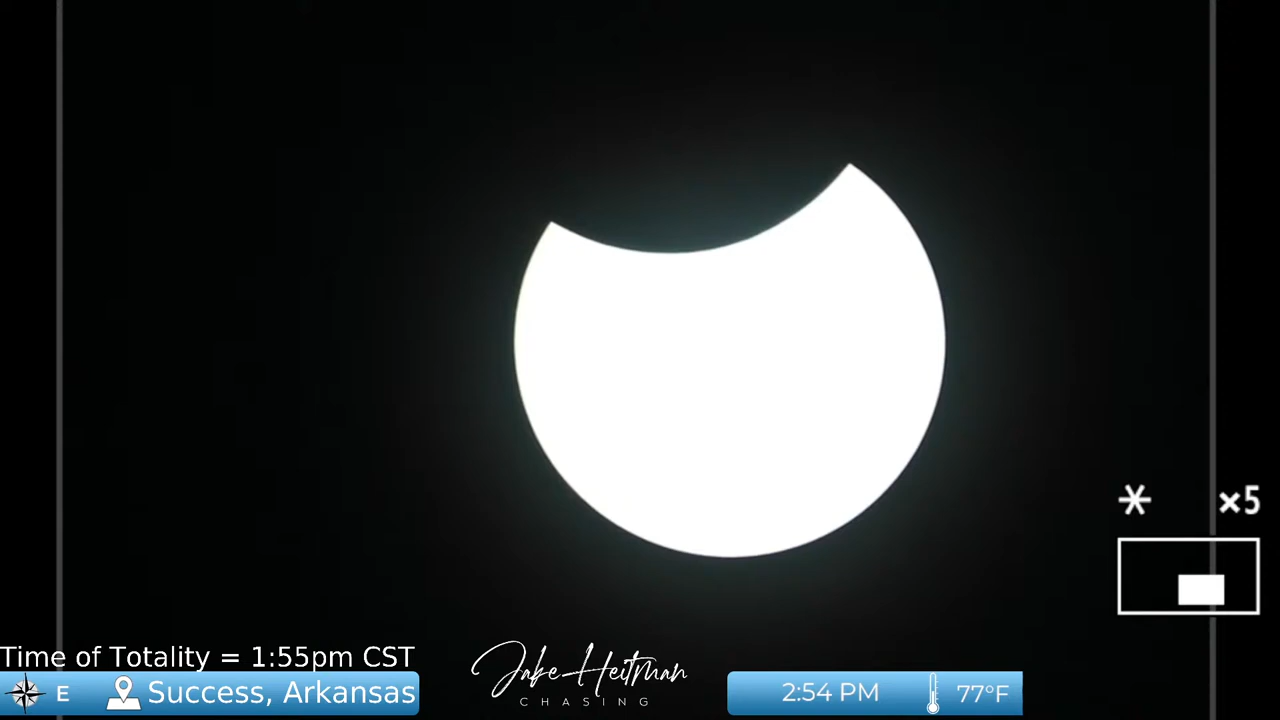 ×5
Time of Totality = 1:55pm CST
E Success, Arkansas
Jake Heitman
CHASING
2:54 PM 77°F